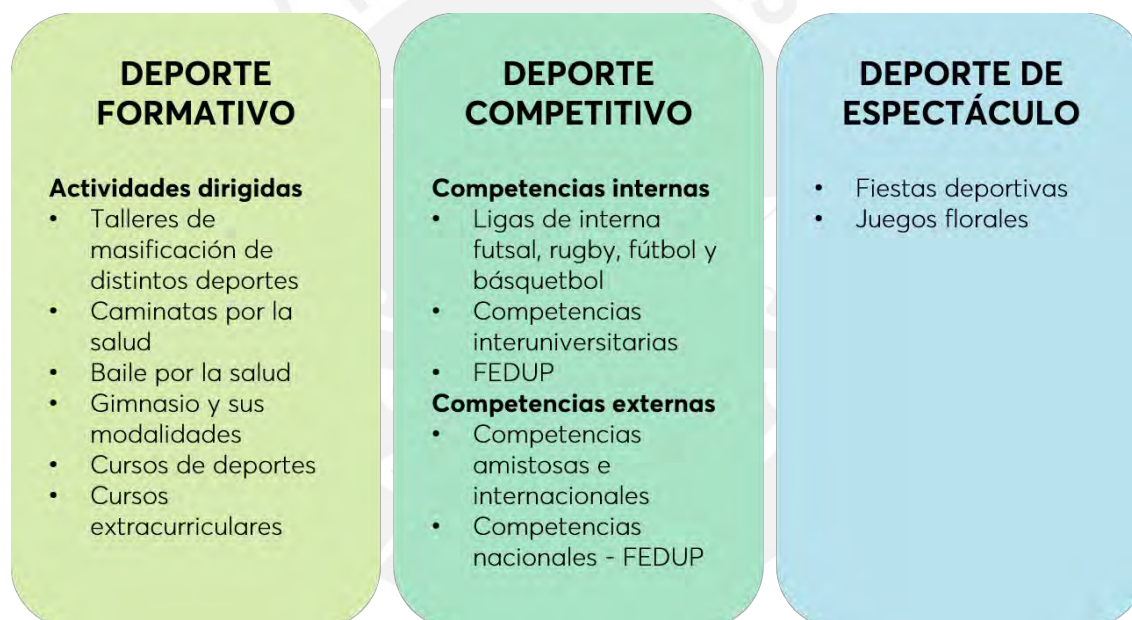 DEPORTE
FORMATIVO
Actividades dirigidas
• Talleres de
masificación de
distintos deportes
• Caminatas por la
salud
• Baile por la salud
• Gimnasio y sus
modalidades
• Cursos de deportes
• Cursos
extracurriculares
DEPORTE
COMPETITIVO
Competencias internas
• Ligas de interna
futsal, rugby, fútbol y
básquetbol
• Competencias
interuniversitarias
• FEDUP
Competencias externas
• Competencias
amistosas e
internacionales
• Competencias
nacionales - FEDUP
DEPORTE DE
ESPECTÁCULO
• Fiestas deportivas
• Juegos florales